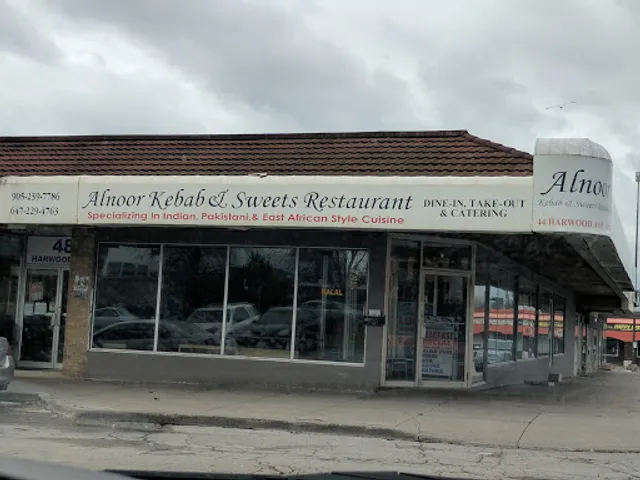 905-239-7786
647-229-4763
Alnoor Kebab & Sweets Restaurant
Specializing In Indian, Pakistani,& East African Style Cuisine
DINE-IN, TAKE-OUT
& CATERING
Alnoor
Kebab & Sweets
44 HARWOOD
48
HARWOOD
HALAL